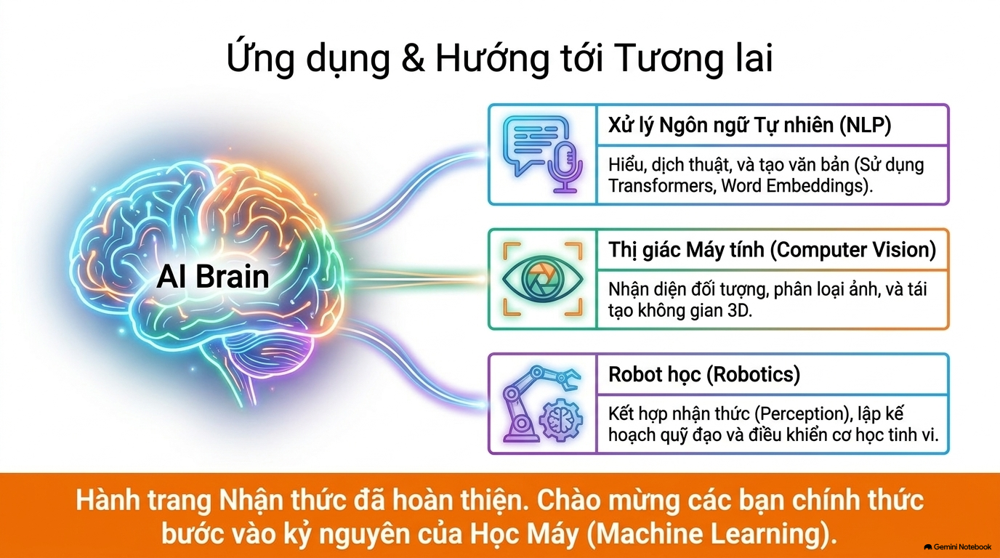 Ứng dụng & Hướng tới Tương lai
AI Brain
Xử lý Ngôn ngữ Tự nhiên (NLP)
Hiểu, dịch thuật, và tạo văn bản (Sử dụng
Transformers, Word Embeddings).
Thị giác Máy tính (Computer Vision)
Nhận diện đối tượng, phân loại ảnh, và tái
tạo không gian 3D.
Robot học (Robotics)
Kết hợp nhận thức (Perception), lập kế
hoạch quỹ đạo và điều khiển cơ học tinh vi.
Hành trang Nhận thức đã hoàn thiện. Chào mừng các bạn chính thức
bước vào kỷ nguyên của Học Máy (Machine Learning).
Gemini Notebook